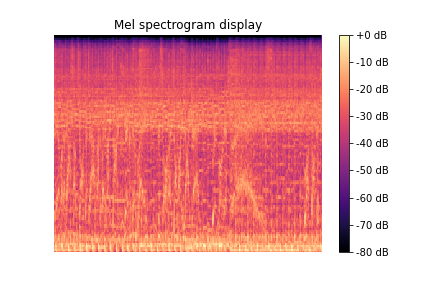 Mel spectrogram display
+0 dB
-10 dB
-20 dB
-30 dB
-40 dB
-50 dB
-60 dB
-70 dB
-80 dB